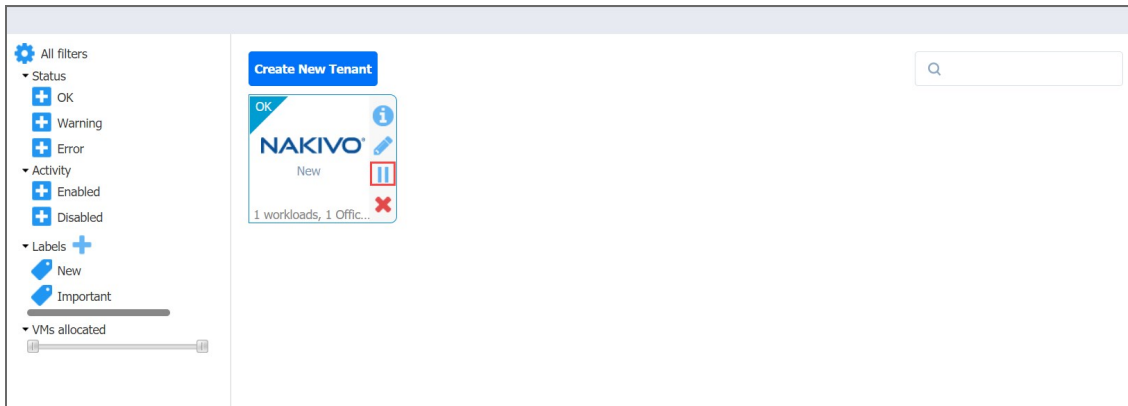 All filters
Status
OK
Warning
Error
Activity
Enabled
Disabled
Labels
New
Important
VMs allocated
Create New Tenant
OK
NAKIVO®
New
1 workloads, 1 Offic...